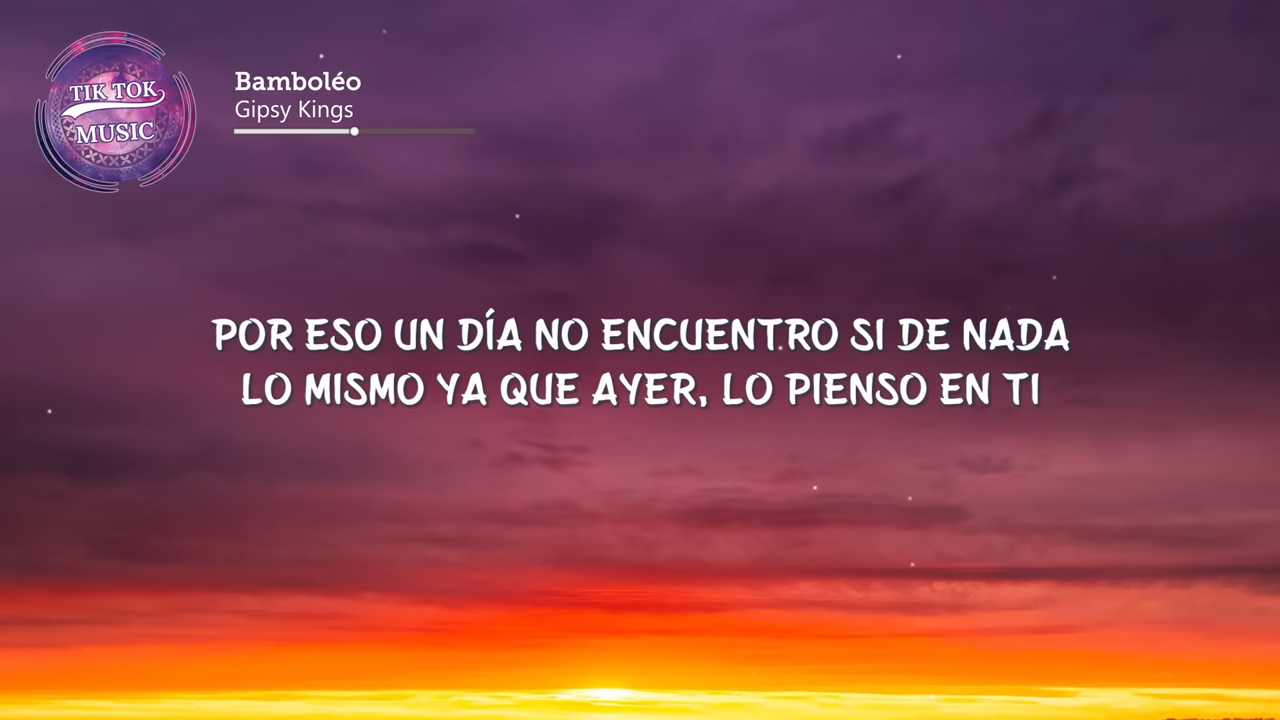 TIK TOK
MUSIC
Bamboléo
Gipsy Kings
POR ESO UN DÍA NO ENCUENTRO SI DE NADA
LO MISMO YA QUE AYER, LO PIENSO EN TI